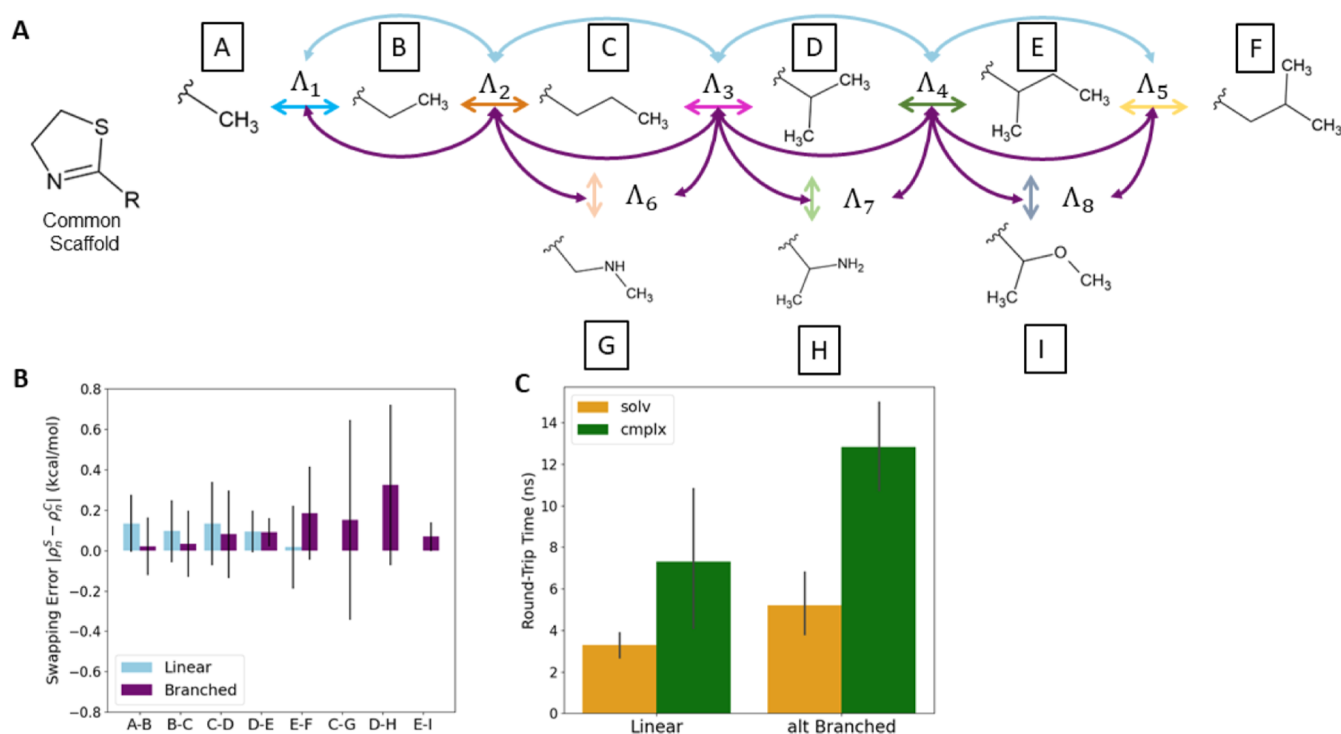 A
A
B
C
D
E
F
Λ1
Λ2
Λ3
Λ4
Λ5
CH3
CH3
CH3
CH3
H3C
CH3
CH3
CH3
CH3
S
N
R
Common
Scaffold
Λ6
Λ7
Λ8
NH
CH3
NH2
H3C
O
H3C
CH3
G
H
I
B
Swapping Error |ρₙˢ − ρₙᶜ| (kcal/mol)
0.8
0.6
0.4
0.2
0.0
−0.2
−0.4
−0.6
−0.8
Linear
Branched
A-B
B-C
C-D
D-E
E-F
C-G
D-H
E-I
C
solv
cmplx
Round-Trip Time (ns)
14
12
10
8
6
4
2
0
Linear
alt Branched